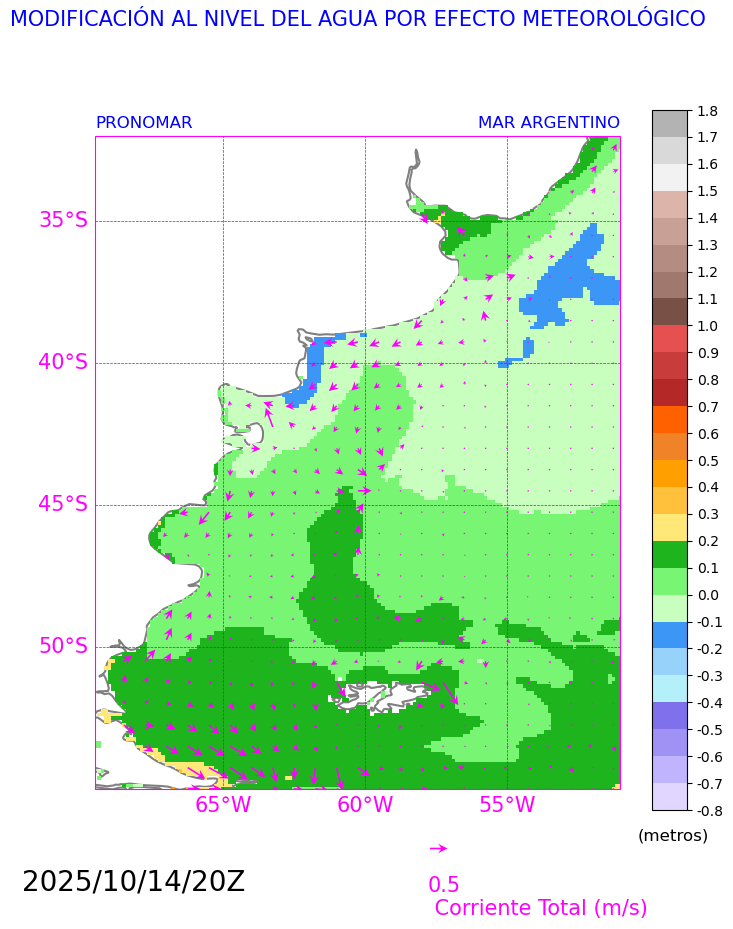 MODIFICACIÓN AL NIVEL DEL AGUA POR EFECTO METEOROLÓGICO
PRONOMAR
MAR ARGENTINO
35°S
40°S
45°S
50°S
65°W
60°W
55°W
1.8
1.7
1.6
1.5
1.4
1.3
1.2
1.1
1.0
0.9
0.8
0.7
0.6
0.5
0.4
0.3
0.2
0.1
0.0
-0.1
-0.2
-0.3
-0.4
-0.5
-0.6
-0.7
-0.8
(metros)
2025/10/14/20Z
0.5
Corriente Total (m/s)